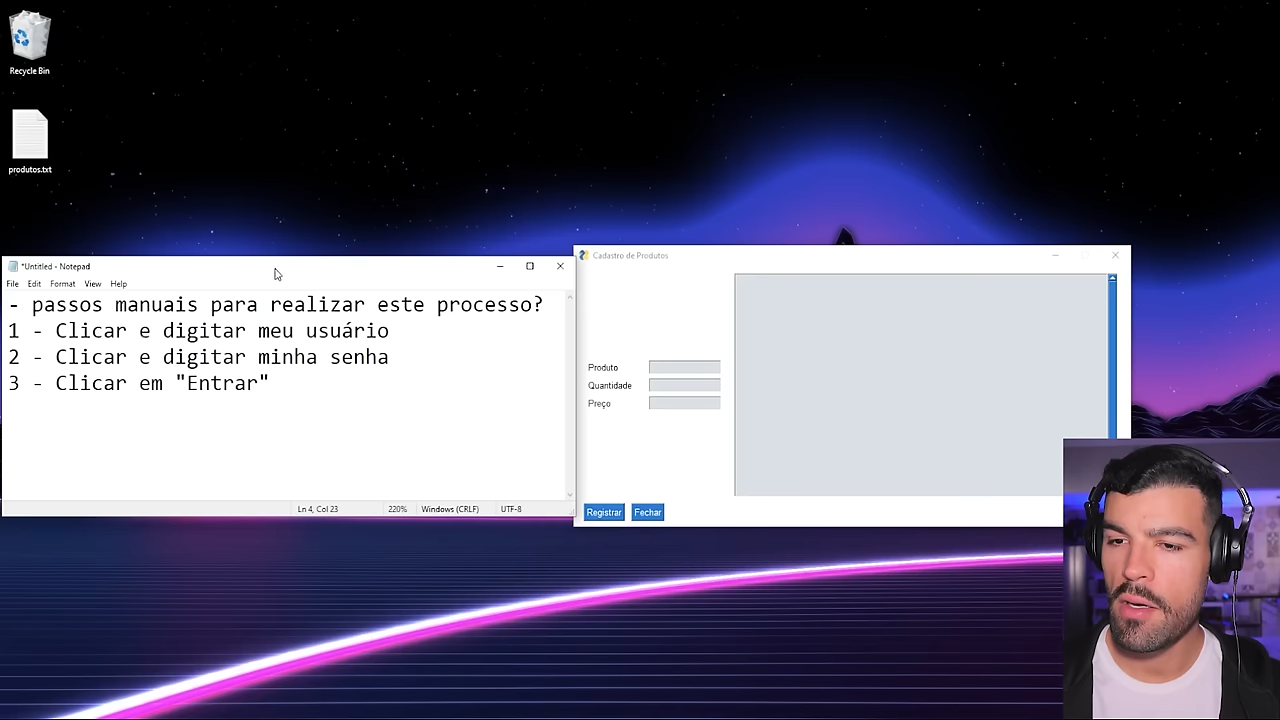 Recycle Bin
produtos.txt
*Untitled - Notepad
File Edit Format View Help
- passos manuais para realizar este processo?
1 - Clicar e digitar meu usuário
2 - Clicar e digitar minha senha
3 - Clicar em "Entrar"
Ln 4, Col 23 220% Windows (CRLF) UTF-8
Cadastro de Produtos
Produto
Quantidade
Preço
Registrar Fechar